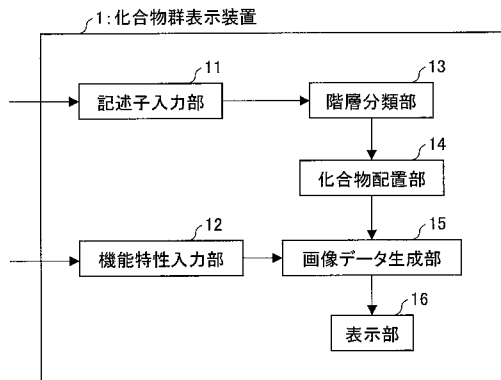 1:化合物群表示装置
11
記述子入力部
13
階層分類部
14
化合物配置部
12
機能特性入力部
15
画像データ生成部
16
表示部